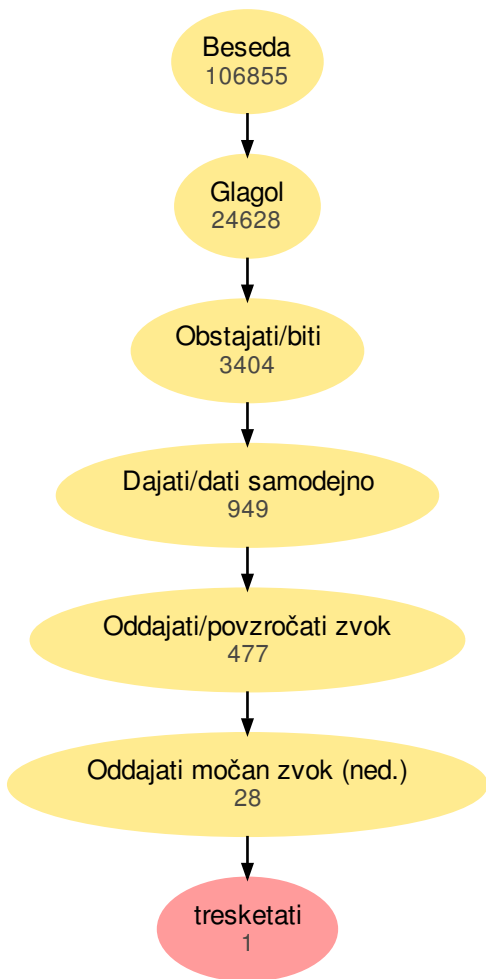 Beseda
106855
Glagol
24628
Obstajati/biti
3404
Dajati/dati samodejno
949
Oddajati/povzročati zvok
477
Oddajati močan zvok (ned.)
28
tresketati
1